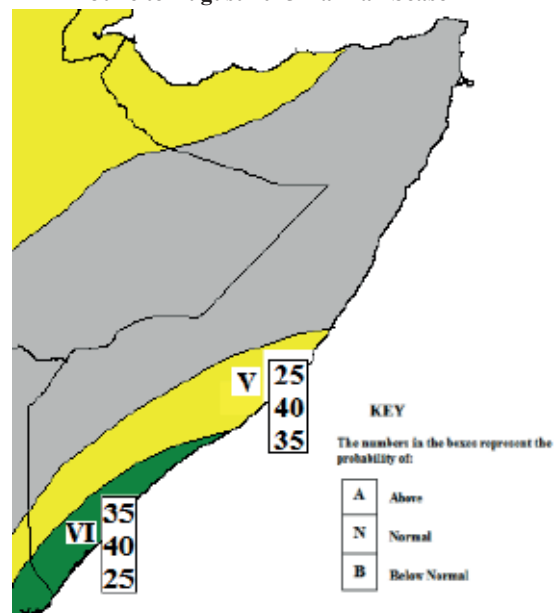 V
25
40
35
VI
35
40
25
KEY
The numbers in the boxes represent the
probability of:
A Above
N Normal
B Below Normal